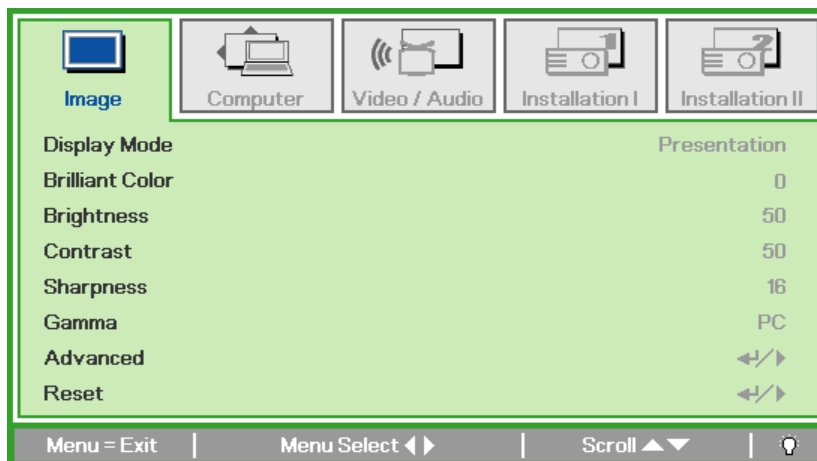 Image Computer Video / Audio Installation I Installation II
Display Mode Presentation
Brilliant Color 0
Brightness 50
Contrast 50
Sharpness 16
Gamma PC
Advanced ↵/▶
Reset ↵/▶
Menu = Exit | Menu Select ◀ ▶ | Scroll ▲▼ |